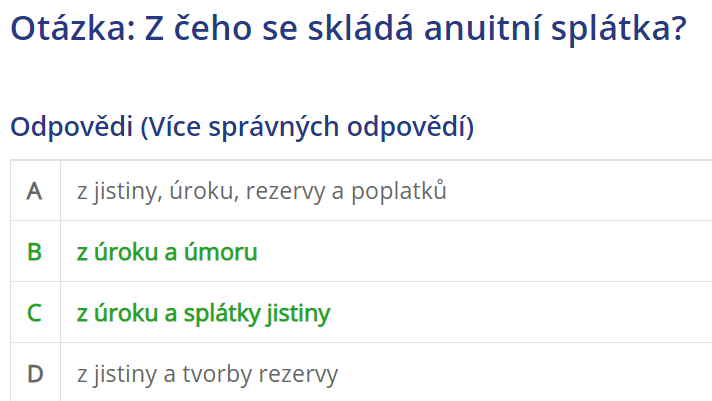 Otázka: Z čeho se skládá anuitní splátka?
Odpovědi (Více správných odpovědí)
A z jistiny, úroku, rezervy a poplatků
B z úroku a úmoru
C z úroku a splátky jistiny
D z jistiny a tvorby rezervy